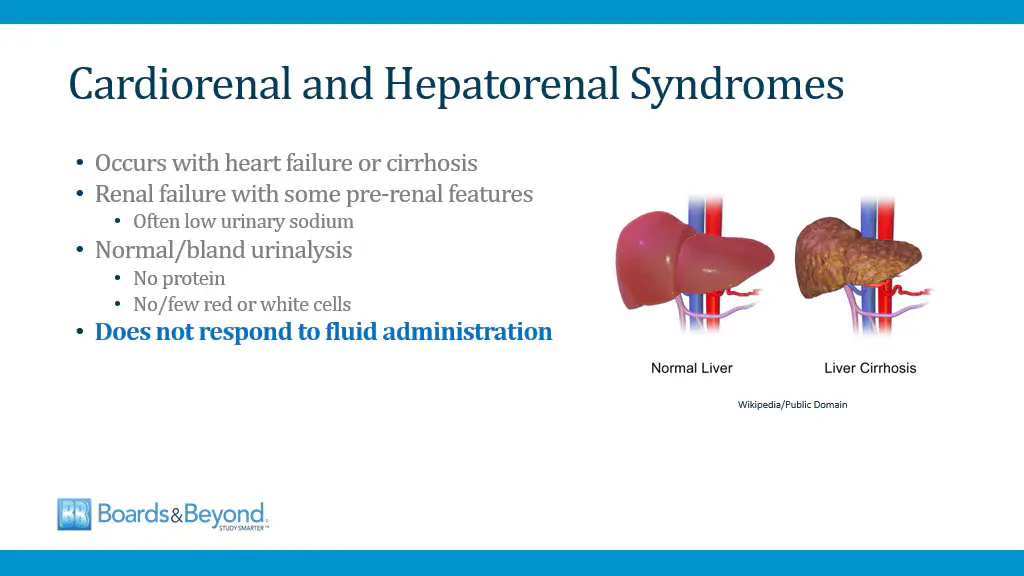 Cardiorenal and Hepatorenal Syndromes
• Occurs with heart failure or cirrhosis
• Renal failure with some pre-renal features
• Often low urinary sodium
• Normal/bland urinalysis
• No protein
• No/few red or white cells
• Does not respond to fluid administration
Normal Liver
Liver Cirrhosis
Wikipedia/Public Domain
BB Boards&Beyond.
STUDY SMARTER™